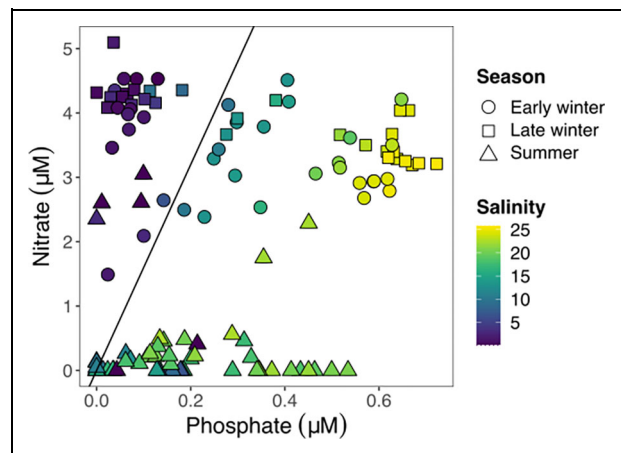 5
4
3
2
1
0
Nitrate (μM)
0.0 0.2 0.4 0.6
Phosphate (μM)
Season
Early winter
Late winter
Summer
Salinity
25
20
15
10
5